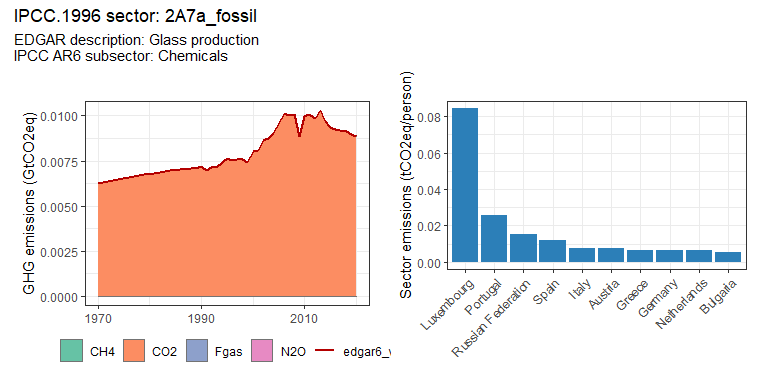 IPCC.1996 sector: 2A7a_fossil
EDGAR description: Glass production
IPCC AR6 subsector: Chemicals
GHG emissions (GtCO2eq)
0.0100
0.0075
0.0050
0.0025
0.0000
1970
1990
2010
CH4
CO2
Fgas
N2O
edgar6_v
Sector emissions (tCO2eq/person)
0.08
0.06
0.04
0.02
0.00
Luxembourg
Portugal
Russian Federation
Spain
Italy
Austria
Greece
Germany
Netherlands
Bulgaria